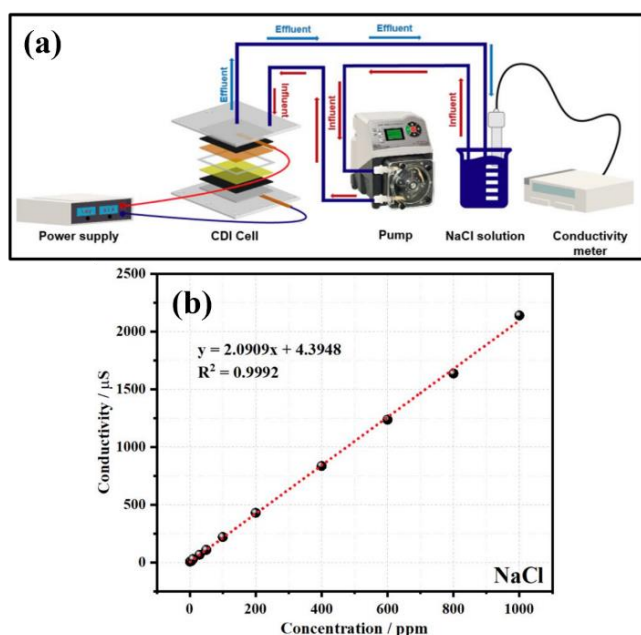 (a)
Effluent
Effluent
Effluent
Influent
Influent
Influent
Influent
Power supply
CDI Cell
Pump
NaCl solution
Conductivity
meter
(b)
2500
2000
1500
1000
500
0
y = 2.0909x + 4.3948
R² = 0.9992
Conductivity / µS
NaCl
0
200
400
600
800
1000
Concentration / ppm